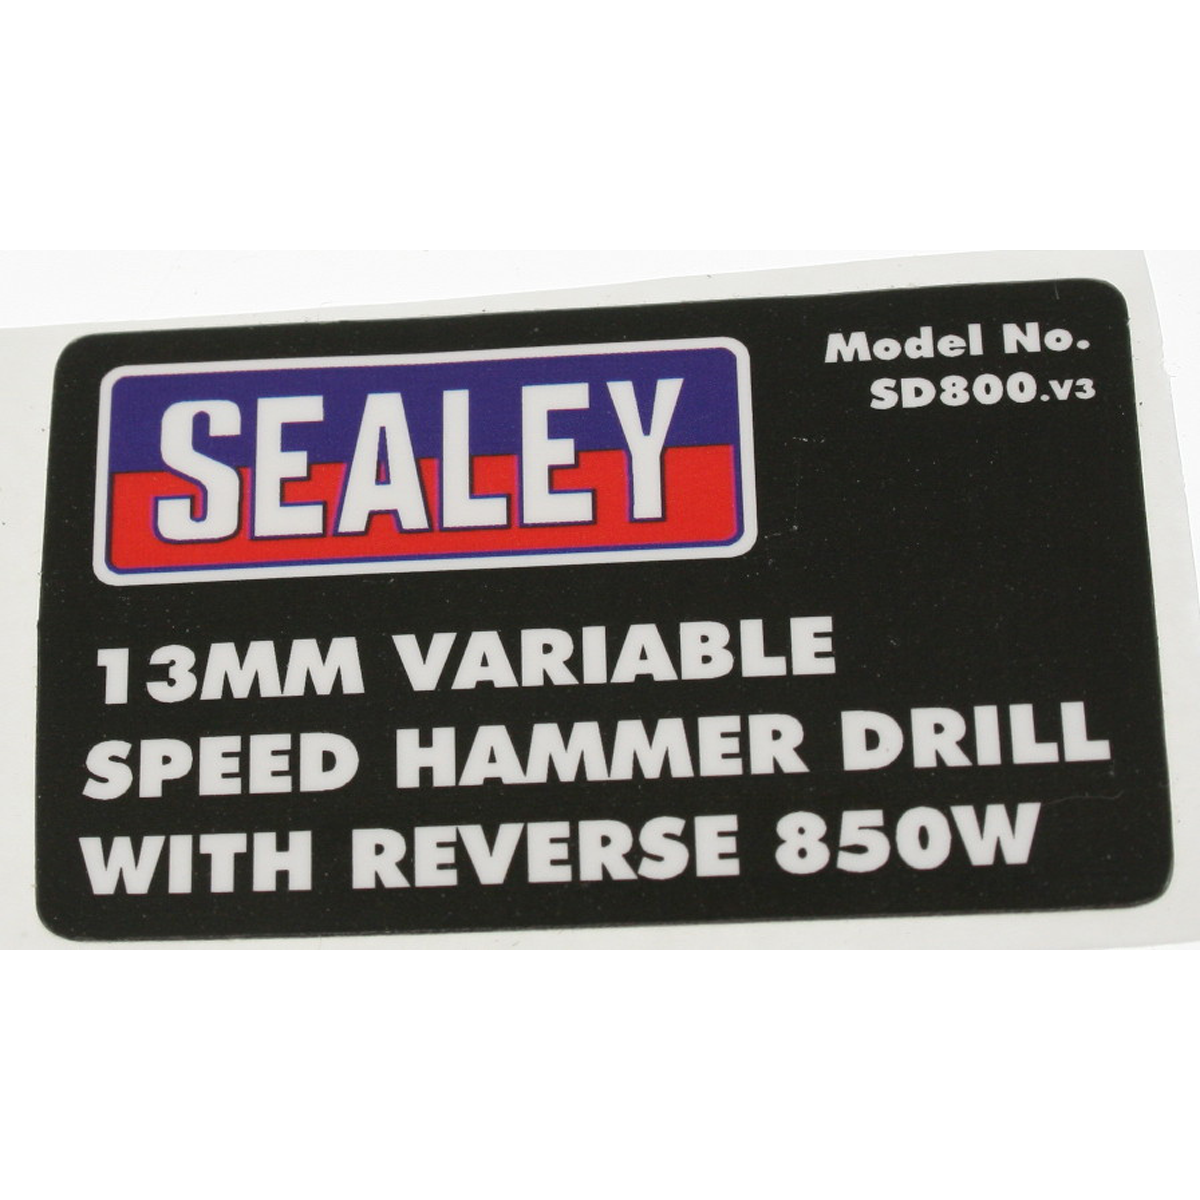 SEALEY
Model No.
SD800.V3
13MM VARIABLE
SPEED HAMMER DRILL
WITH REVERSE 850W